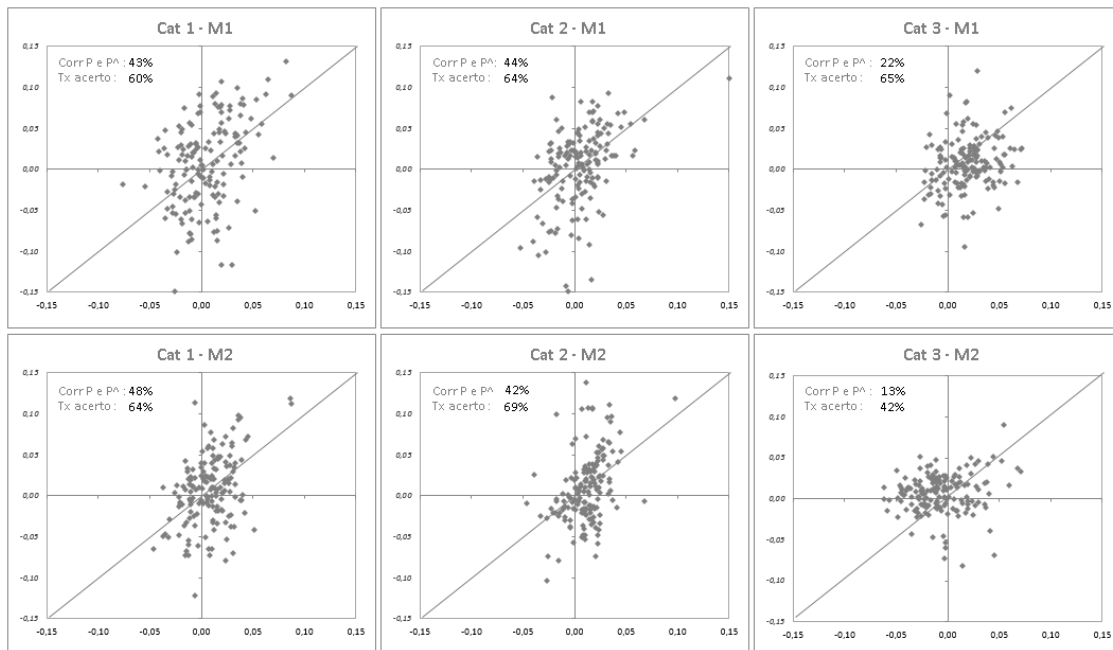 Cat 1 - M1
0,15
Corr P e P^ : 43%
Tx acerto : 60%
0,10
0,05
0,00
-0,05
-0,10
-0,15
-0,15 -0,10 -0,05 0,00 0,05 0,10 0,15
Cat 2 - M1
0,15
Corr P e P^ : 44%
Tx acerto : 64%
0,10
0,05
0,00
-0,05
-0,10
-0,15
-0,15 -0,10 -0,05 0,00 0,05 0,10 0,15
Cat 3 - M1
0,15
Corr P e P^ : 22%
Tx acerto : 65%
0,10
0,05
0,00
-0,05
-0,10
-0,15
-0,15 -0,10 -0,05 0,00 0,05 0,10 0,15
Cat 1 - M2
0,15
Corr P e P^ : 48%
Tx acerto : 64%
0,10
0,05
0,00
-0,05
-0,10
-0,15
-0,15 -0,10 -0,05 0,00 0,05 0,10 0,15
Cat 2 - M2
0,15
Corr P e P^ : 42%
Tx acerto : 69%
0,10
0,05
0,00
-0,05
-0,10
-0,15
-0,15 -0,10 -0,05 0,00 0,05 0,10 0,15
Cat 3 - M2
0,15
Corr P e P^ : 13%
Tx acerto : 42%
0,10
0,05
0,00
-0,05
-0,10
-0,15
-0,15 -0,10 -0,05 0,00 0,05 0,10 0,15